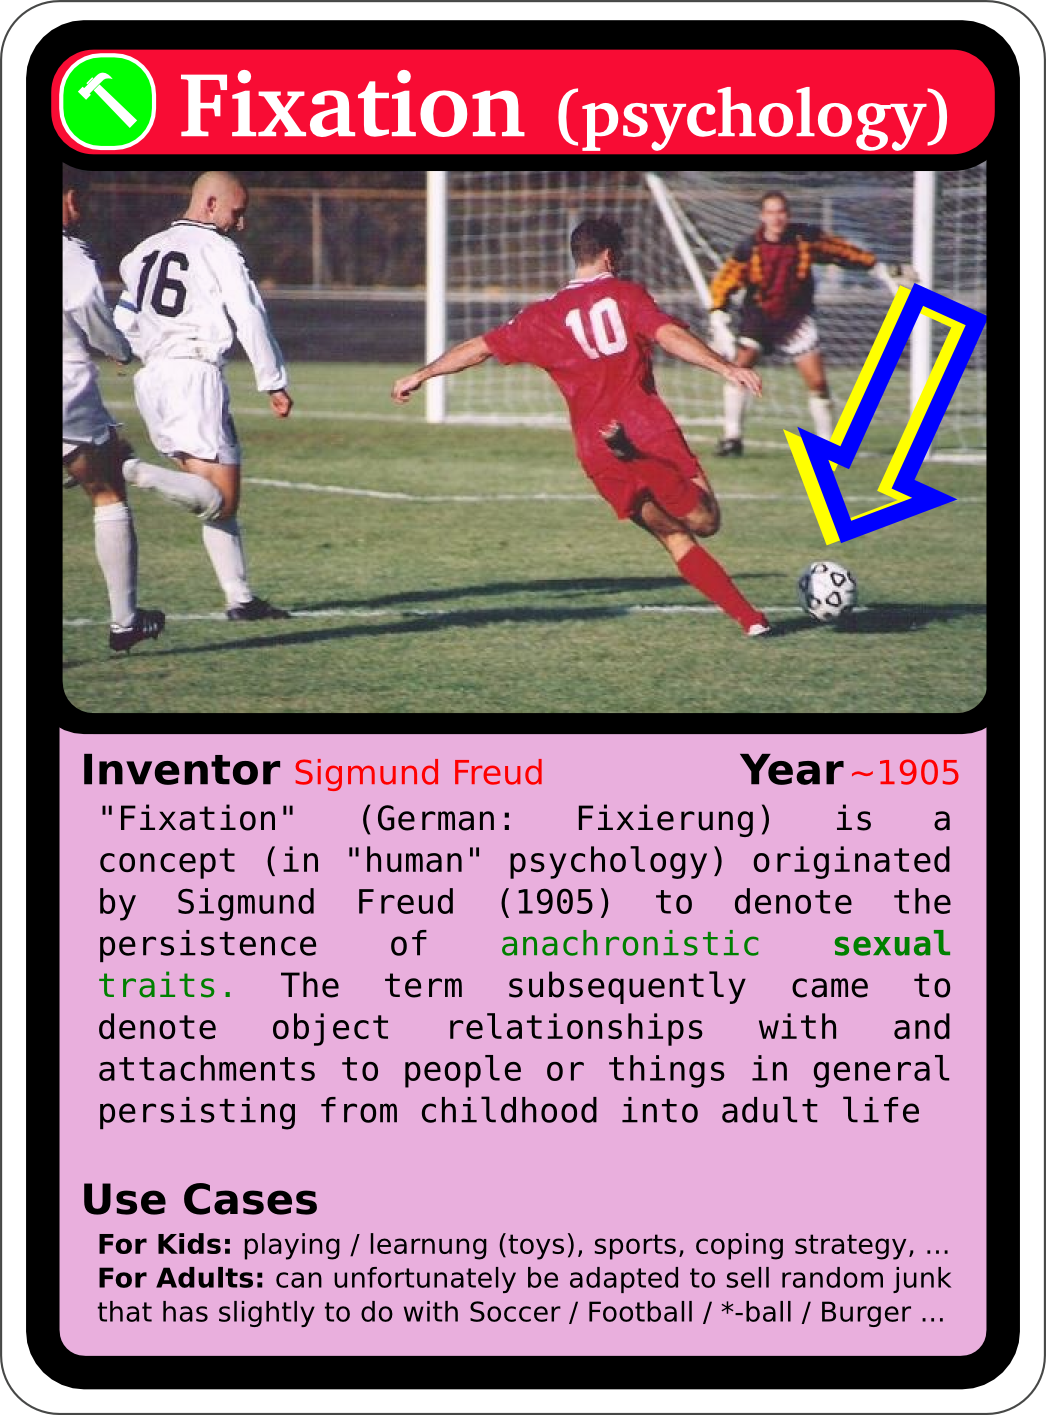 Fixation (psychology)
16
10
Inventor Sigmund Freud Year ~1905
"Fixation" (German: Fixierung) is a
concept (in "human" psychology) originated
by Sigmund Freud (1905) to denote the
persistence of anachronistic sexual
traits. The term subsequently came to
denote object relationships with and
attachments to people or things in general
persisting from childhood into adult life
Use Cases
For Kids: playing / learnung (toys), sports, coping strategy, ...
For Adults: can unfortunately be adapted to sell random junk
that has slightly to do with Soccer / Football / *-ball / Burger ...